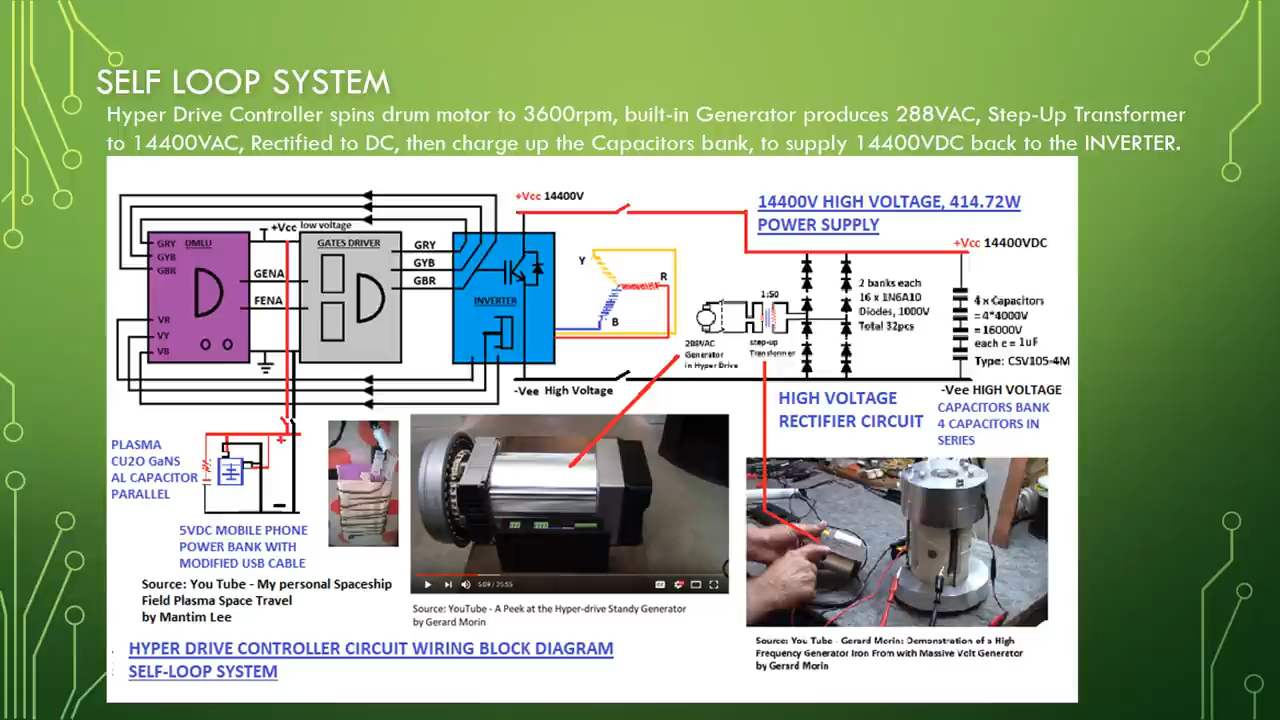 SELF LOOP SYSTEM
Hyper Drive Controller spins drum motor to 3600rpm, built-in Generator produces 288VAC, Step-Up Transformer
to 14400VAC, Rectified to DC, then charge up the Capacitors bank, to supply 14400VDC back to the INVERTER.
+Vcc 14400V
14400V HIGH VOLTAGE, 414.72W
POWER SUPPLY
+Vcc low voltage
DMLU
GATES DRIVER
GRY
GYB
GBR
GRY
GYB
GBR
GENA
FENA
VR
VY
VB
INVERTER
Y
R
B
+Vcc 14400VDC
1:50
2 banks each
16 x 1N6A10
Diodes, 1000V
Total 32pcs
4 x Capacitors
= 4*4000V
= 16000V
each c = 1uF
Type: CSV105-4M
288VAC
Generator
in Hyper Drive
step-up
Transformer
-Vee High Voltage
-Vee HIGH VOLTAGE
HIGH VOLTAGE
RECTIFIER CIRCUIT
CAPACITORS BANK
4 CAPACITORS IN
SERIES
PLASMA
CU2O GaNS
AL CAPACITOR
PARALLEL
+
-
5VDC MOBILE PHONE
POWER BANK WITH
MODIFIED USB CABLE
Source: You Tube - My personal Spaceship
Field Plasma Space Travel
by Mantim Lee
5:09 / 25:55
Source: YouTube - A Peek at the Hyper-drive Standy Generator
by Gerard Morin
Source: You Tube - Gerard Morin: Demonstration of a High
Frequency Generator Iron From with Massive Volt Generator
by Gerard Morin
HYPER DRIVE CONTROLLER CIRCUIT WIRING BLOCK DIAGRAM
SELF-LOOP SYSTEM